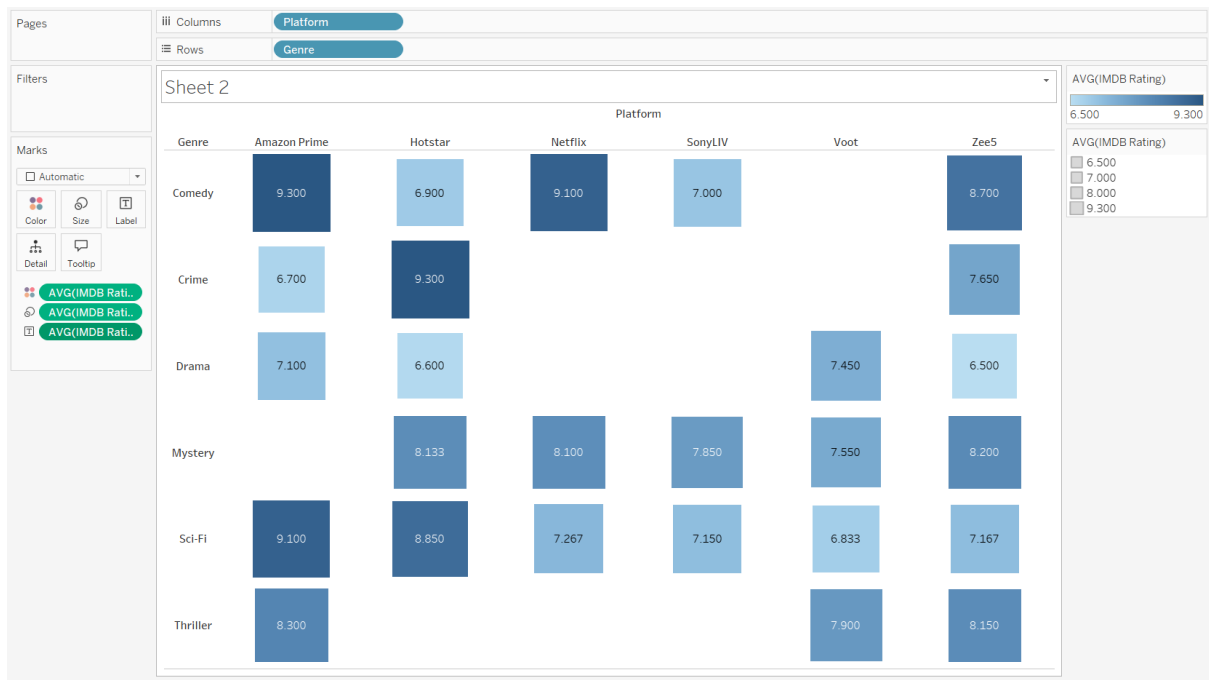 Pages
Columns Platform
Rows Genre
Filters
Marks
Automatic
Color Size Label
Detail Tooltip
AVG(IMDB Rati..
AVG(IMDB Rati..
AVG(IMDB Rati..
Sheet 2
Platform
Genre Amazon Prime Hotstar Netflix SonyLIV Voot Zee5
Comedy 9.300 6.900 9.100 7.000 8.700
Crime 6.700 9.300 7.650
Drama 7.100 6.600 7.450 6.500
Mystery 8.133 8.100 7.850 7.550 8.200
Sci-Fi 9.100 8.850 7.267 7.150 6.833 7.167
Thriller 8.300 7.900 8.150
AVG(IMDB Rating)
6.500 9.300
AVG(IMDB Rating)
6.500
7.000
8.000
9.300